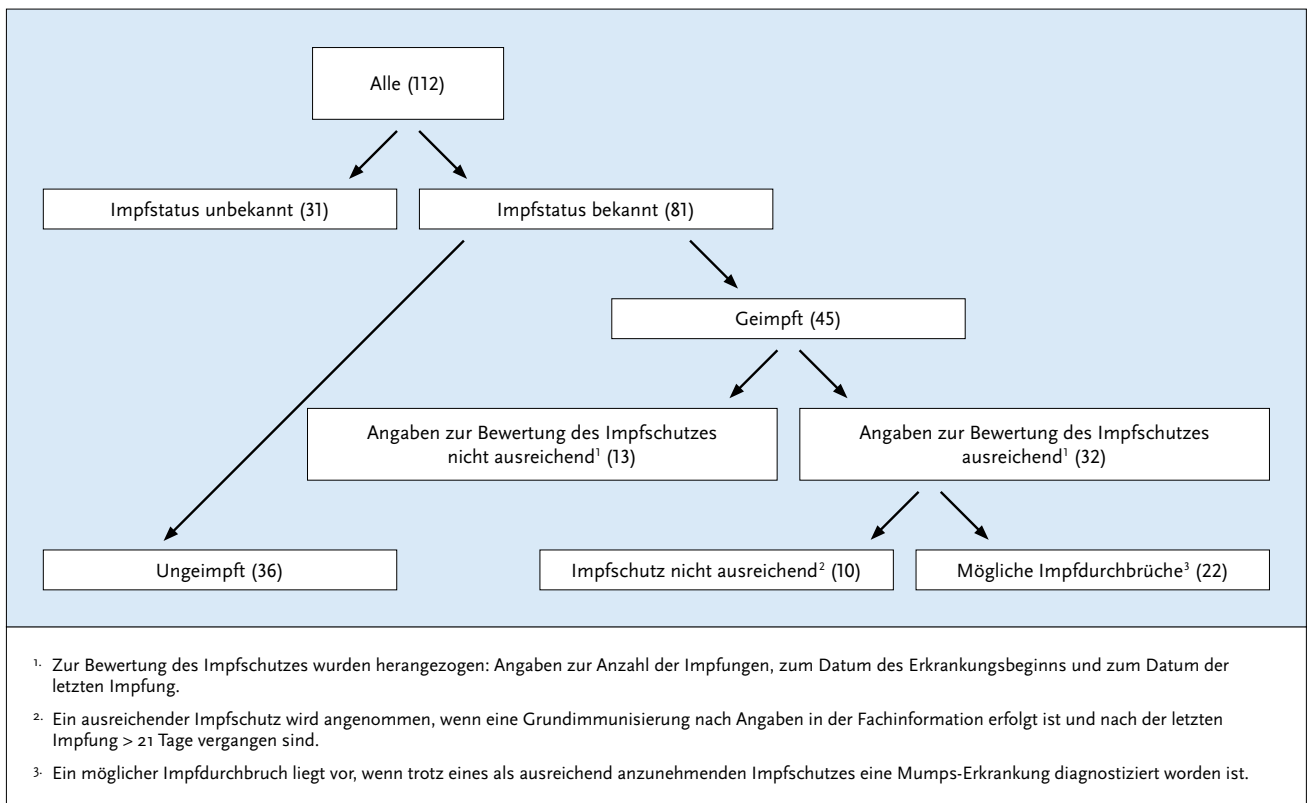 Alle (112)
Impfstatus unbekannt (31)
Impfstatus bekannt (81)
Geimpft (45)
Angaben zur Bewertung des Impfschutzes
nicht ausreichend¹ (13)
Angaben zur Bewertung des Impfschutzes
ausreichend¹ (32)
Ungeimpft (36)
Impfschutz nicht ausreichend² (10)
Mögliche Impfdurchbrüche³ (22)
1. Zur Bewertung des Impfschutzes wurden herangezogen: Angaben zur Anzahl der Impfungen, zum Datum des Erkrankungsbeginns und zum Datum der
letzten Impfung.
2. Ein ausreichender Impfschutz wird angenommen, wenn eine Grundimmunisierung nach Angaben in der Fachinformation erfolgt ist und nach der letzten
Impfung > 21 Tage vergangen sind.
3. Ein möglicher Impfdurchbruch liegt vor, wenn trotz eines als ausreichend anzunehmenden Impfschutzes eine Mumps-Erkrankung diagnostiziert worden ist.